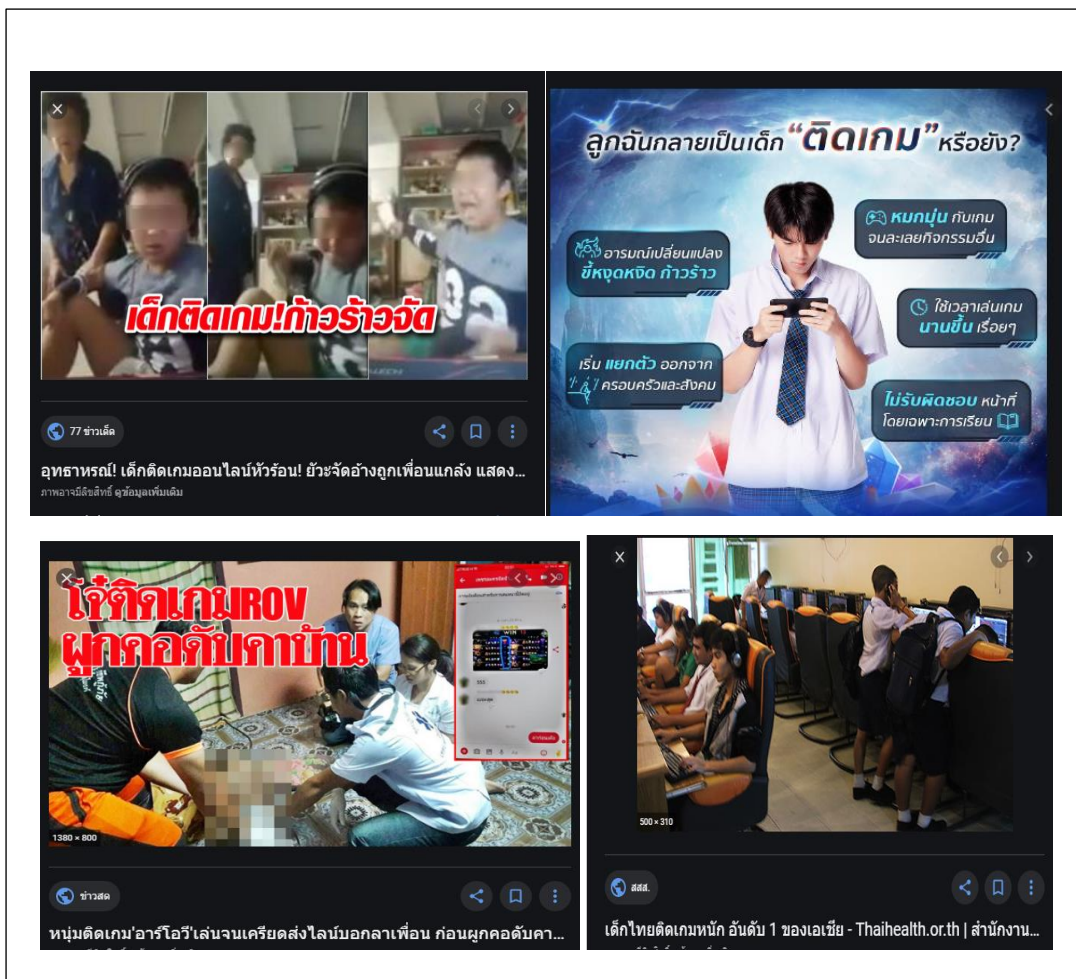 เด็กติดเกม!ก้าวร้าวจัด
77 ข่าวเด็ด
อุทธาหรณ์! เด็กติดเกมออนไลน์หัวร้อน! ยัวะจัดอ้างถูกเพื่อนแกล้ง แสดง...
ภาพอาจมีลิขสิทธิ์ ดูข้อมูลเพิ่มเติม
ลูกฉันกลายเป็นเด็ก “ติดเกม” หรือยัง?
อารมณ์เปลี่ยนแปลง
ขี้หงุดหงิด ก้าวร้าว
หมกมุ่น กับเกม
จนละเลยกิจกรรมอื่น
ใช้เวลาเล่นเกม
นานขึ้น เรื่อยๆ
เริ่ม แยกตัว ออกจาก
ครอบครัวและสังคม
ไม่รับผิดชอบ หน้าที่
โดยเฉพาะการเรียน
โจ๋ติดเกมROV
ผูกคอดับคาบ้าน
WIN
555
1380 × 800
ข่าวสด
หนุ่มติดเกม'อาร์โอวี'เล่นจนเครียดส่งไลน์บอกลาเพื่อน ก่อนผูกคอดับคา...
500 × 310
สสส.
เด็กไทยติดเกมหนัก อันดับ 1 ของเอเชีย - Thaihealth.or.th | สำนักงาน...